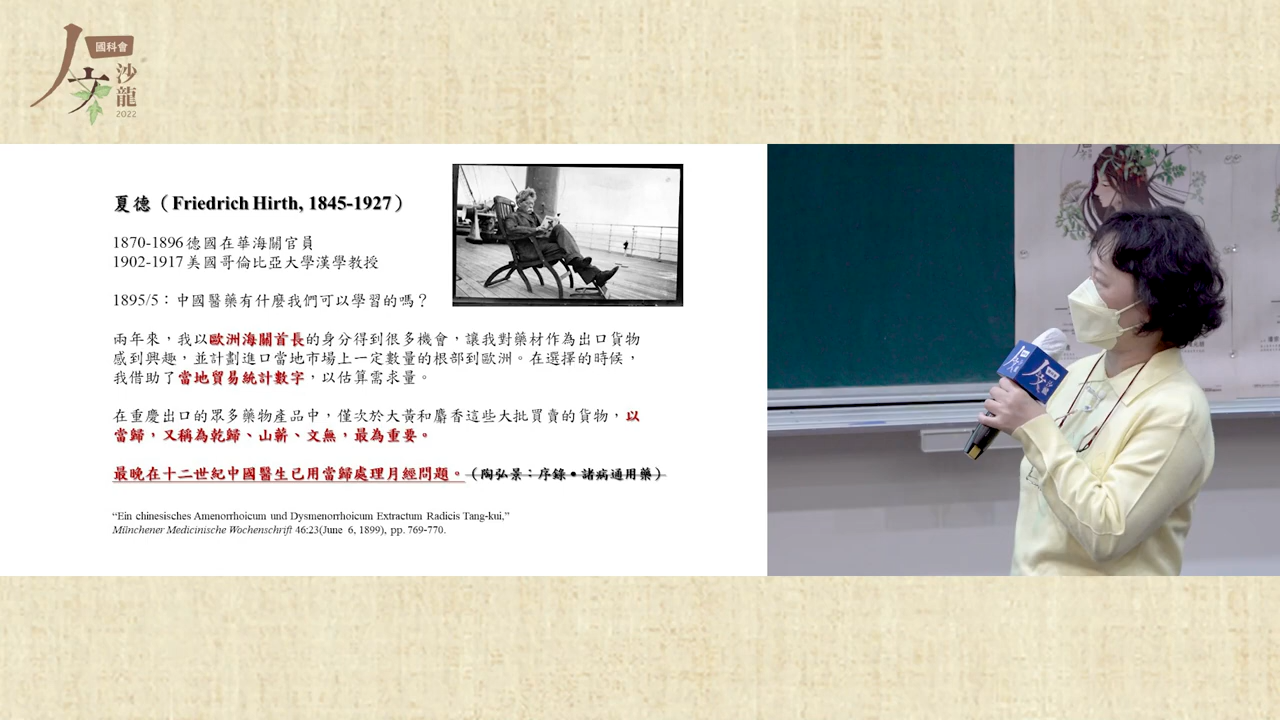 國科會
人文
沙龍
2022
夏德（Friedrich Hirth, 1845-1927）
1870-1896德國在華海關官員
1902-1917美國哥倫比亞大學漢學教授
1895/5：中國醫藥有什麼我們可以學習的嗎？
兩年來，我以歐洲海關首長的身分得到很多機會，讓我對藥材作為出口貨物
感到興趣，並計劃進口當地市場上一定數量的根部到歐洲。在選擇的時候，
我借助了當地貿易統計數字，以估算需求量。
在重慶出口的眾多藥物產品中，僅次於大黃和麝香這些大批買賣的貨物，以
當歸，又稱為乾歸、山蘄、文無，最為重要。
最晚在十二世紀中國醫生已用當歸處理月經問題。（陶弘景：序錄•諸病通用藥）
“Ein chinesisches Amenorrhoicum und Dysmenorrhoicum Extractum Radicis Tang-kui,”
Münchener Medicinische Wochenschrift 46:23(June 6, 1899), pp. 769-770.
人文